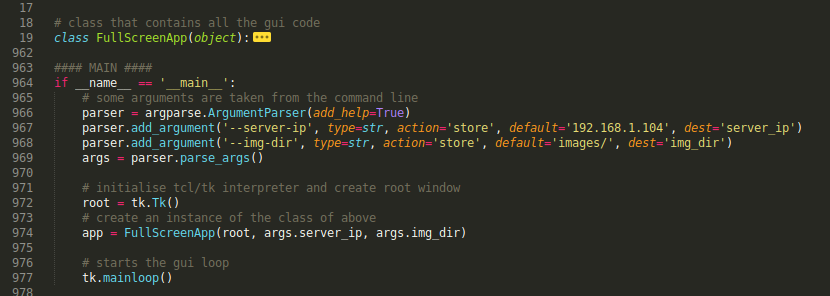 17
18 # class that contains all the gui code
19 class FullScreenApp(object):
962
963 #### MAIN ####
964 if __name__ == '__main__':
965     # some arguments are taken from the command line
966     parser = argparse.ArgumentParser(add_help=True)
967     parser.add_argument('--server-ip', type=str, action='store', default='192.168.1.104', dest='server_ip')
968     parser.add_argument('--img-dir', type=str, action='store', default='images/', dest='img_dir')
969     args = parser.parse_args()
970
971     # initialise tcl/tk interpreter and create root window
972     root = tk.Tk()
973     # create an instance of the class of above
974     app = FullScreenApp(root, args.server_ip, args.img_dir)
975
976     # starts the gui loop
977     tk.mainloop()
978